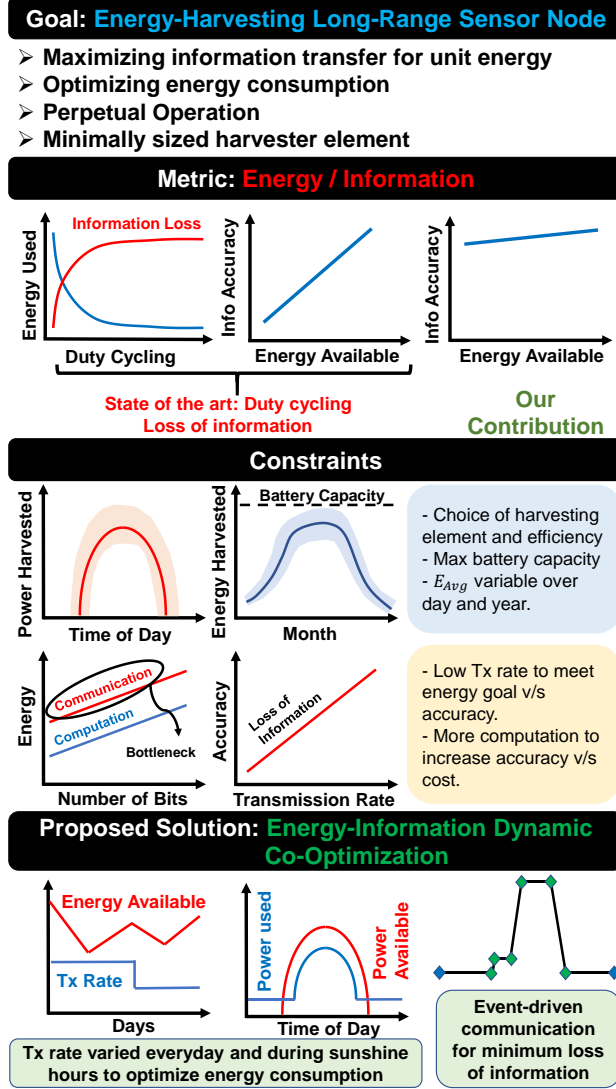 Goal: Energy-Harvesting Long-Range Sensor Node
➢ Maximizing information transfer for unit energy
➢ Optimizing energy consumption
➢ Perpetual Operation
➢ Minimally sized harvester element
Metric: Energy / Information
Energy Used
Information Loss
Duty Cycling
Info Accuracy
Energy Available
Info Accuracy
Energy Available
State of the art: Duty cycling
Loss of information
Our
Contribution
Constraints
Power Harvested
Time of Day
Energy Harvested
Battery Capacity
Month
- Choice of harvesting
element and efficiency
- Max battery capacity
- E_Avg variable over
day and year.
Energy
Communication
Computation
Bottleneck
Number of Bits
Accuracy
Loss of
Information
Transmission Rate
- Low Tx rate to meet
energy goal v/s
accuracy.
- More computation to
increase accuracy v/s
cost.
Proposed Solution: Energy-Information Dynamic
Co-Optimization
Energy Available
Tx Rate
Days
Power used
Power
Available
Time of Day
Tx rate varied everyday and during sunshine
hours to optimize energy consumption
Event-driven
communication
for minimum loss
of information